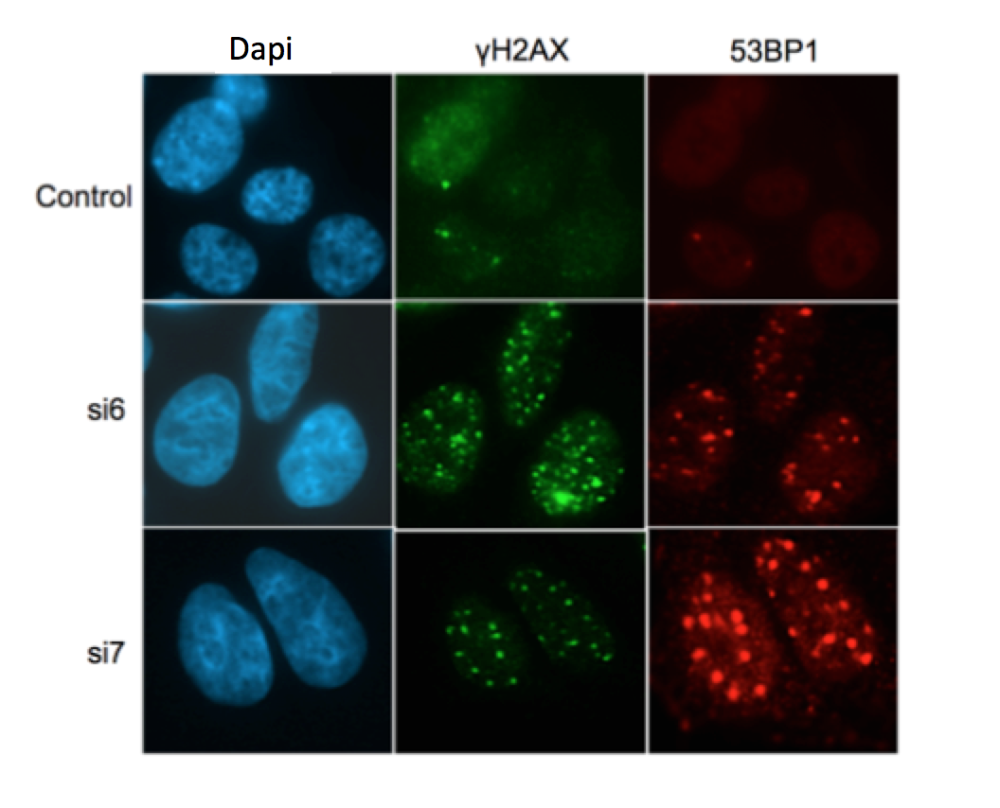 Dapi γH2AX 53BP1
Control
si6
si7